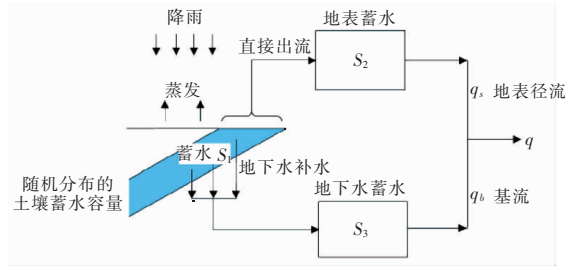 降雨
地表蓄水
直接出流
S₂
蒸发
qₛ 地表径流
q
蓄水 S₁
地下水补水
随机分布的
土壤蓄水容量
地下水蓄水
q_b 基流
S₃